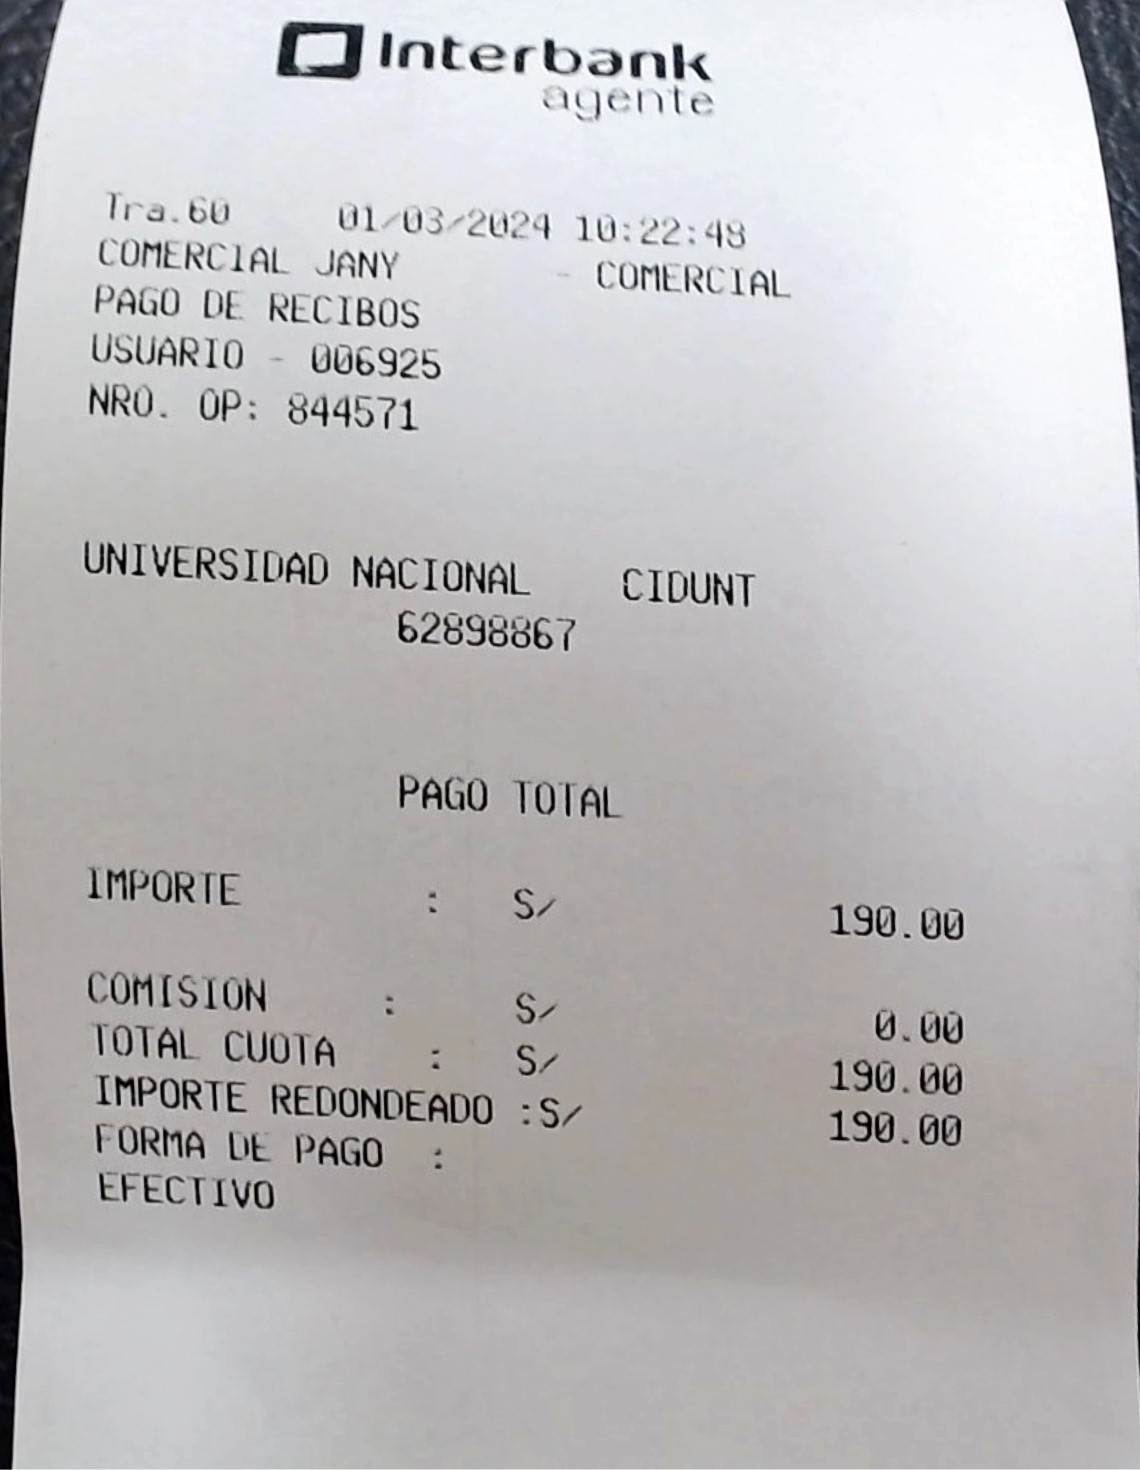 Interbank
agente
Tra.60 01/03/2024 10:22:48
COMERCIAL JANY - COMERCIAL
PAGO DE RECIBOS
USUARIO - 006925
NRO. OP: 844571
UNIVERSIDAD NACIONAL CIDUNT
62898867
PAGO TOTAL
IMPORTE : S/ 190.00
COMISION : S/ 0.00
TOTAL CUOTA : S/ 190.00
IMPORTE REDONDEADO :S/ 190.00
FORMA DE PAGO :
EFECTIVO